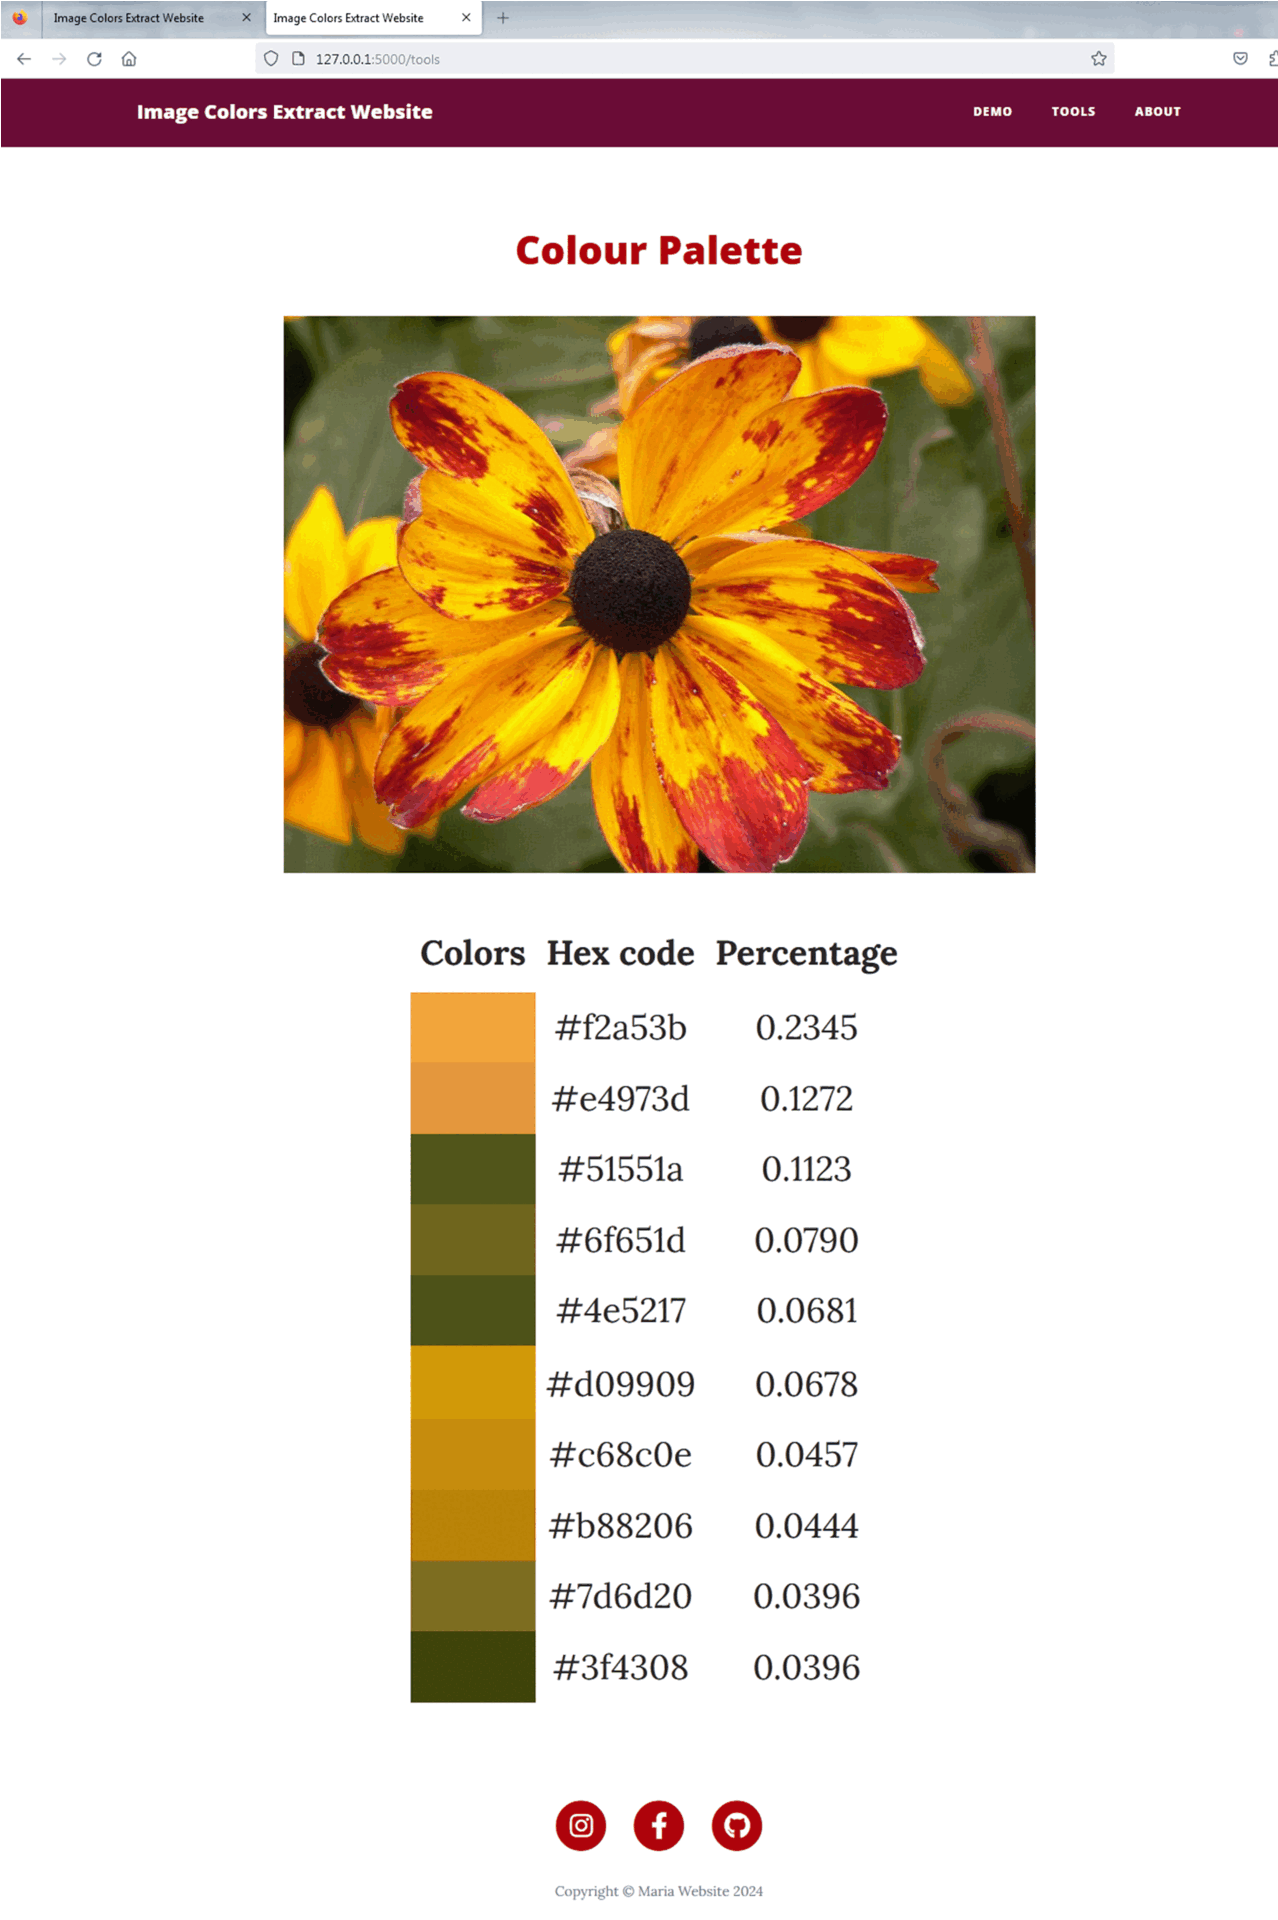 Image Colors Extract Website
Image Colors Extract Website
127.0.0.1:5000/tools
Image Colors Extract Website DEMO TOOLS ABOUT
Colour Palette
Colors Hex code Percentage
#f2a53b 0.2345
#e4973d 0.1272
#51551a 0.1123
#6f651d 0.0790
#4e5217 0.0681
#d09909 0.0678
#c68c0e 0.0457
#b88206 0.0444
#7d6d20 0.0396
#3f4308 0.0396
Copyright © Maria Website 2024